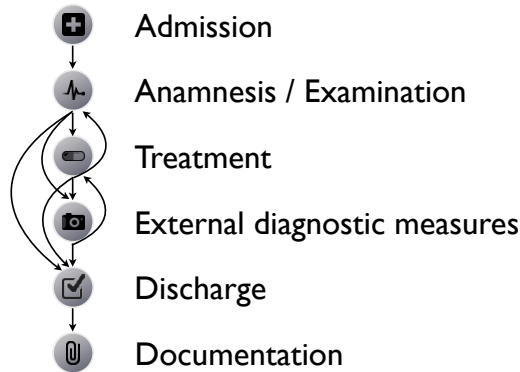 Admission
Anamnesis / Examination
Treatment
External diagnostic measures
Discharge
Documentation